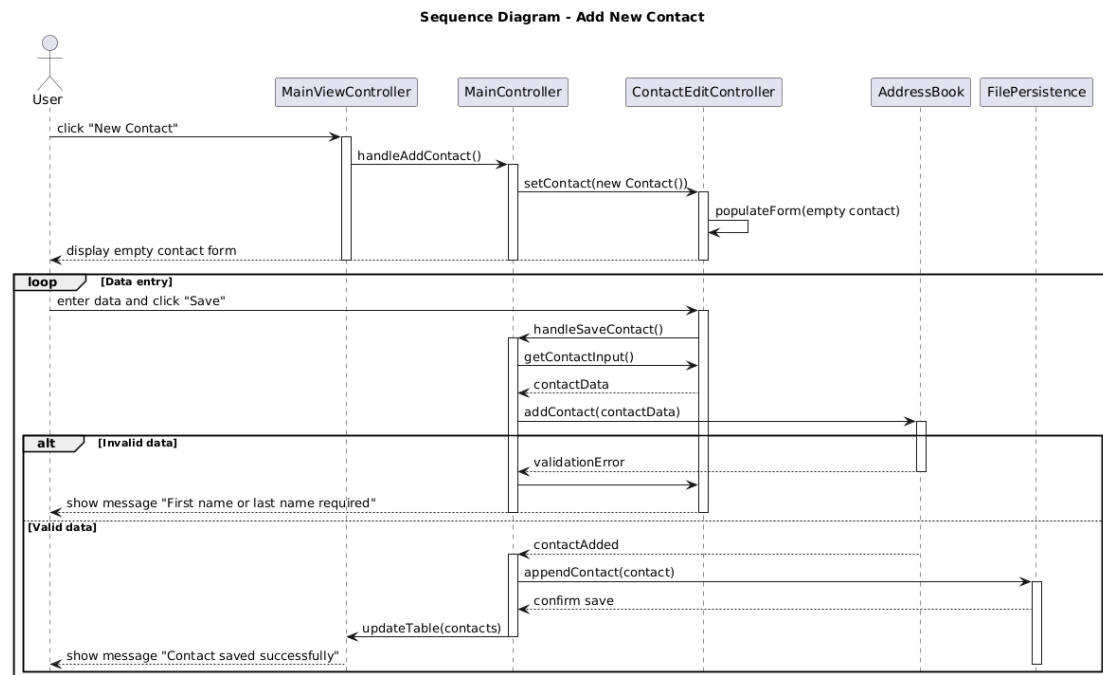 Sequence Diagram - Add New Contact
User
MainViewController
MainController
ContactEditController
AddressBook
FilePersistence
click "New Contact"
handleAddContact()
setContact(new Contact())
populateForm(empty contact)
display empty contact form
loop [Data entry]
enter data and click "Save"
handleSaveContact()
getContactInput()
contactData
addContact(contactData)
alt [Invalid data]
validationError
show message "First name or last name required"
[Valid data]
contactAdded
appendContact(contact)
confirm save
updateTable(contacts)
show message "Contact saved successfully"